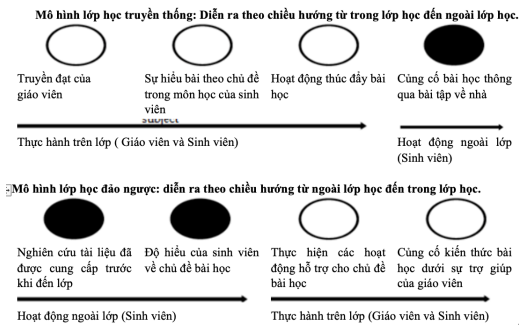 Mô hình lớp học truyền thống: Diễn ra theo chiều hướng từ trong lớp học đến ngoài lớp học.
Truyền đạt của
giáo viên
Sự hiểu bài theo chủ đề
trong môn học của sinh
viên
Hoạt động thúc đẩy bài
học
Củng cố bài học thông
qua bài tập về nhà
subject
Thực hành trên lớp ( Giáo viên và Sinh viên)
Hoạt động ngoài lớp
(Sinh viên)
Mô hình lớp học đảo ngược: diễn ra theo chiều hướng từ ngoài lớp học đến trong lớp học.
Nghiên cứu tài liệu đã
được cung cấp trước
khi đến lớp
Độ hiểu của sinh viên
về chủ đề bài học
Thực hiện các hoạt
động hỗ trợ cho chủ đề
bài học
Củng cố kiến thức bài
học dưới sự trợ giúp
của giáo viên
Hoạt động ngoài lớp (Sinh viên)
Thực hành trên lớp (Giáo viên và Sinh viên)